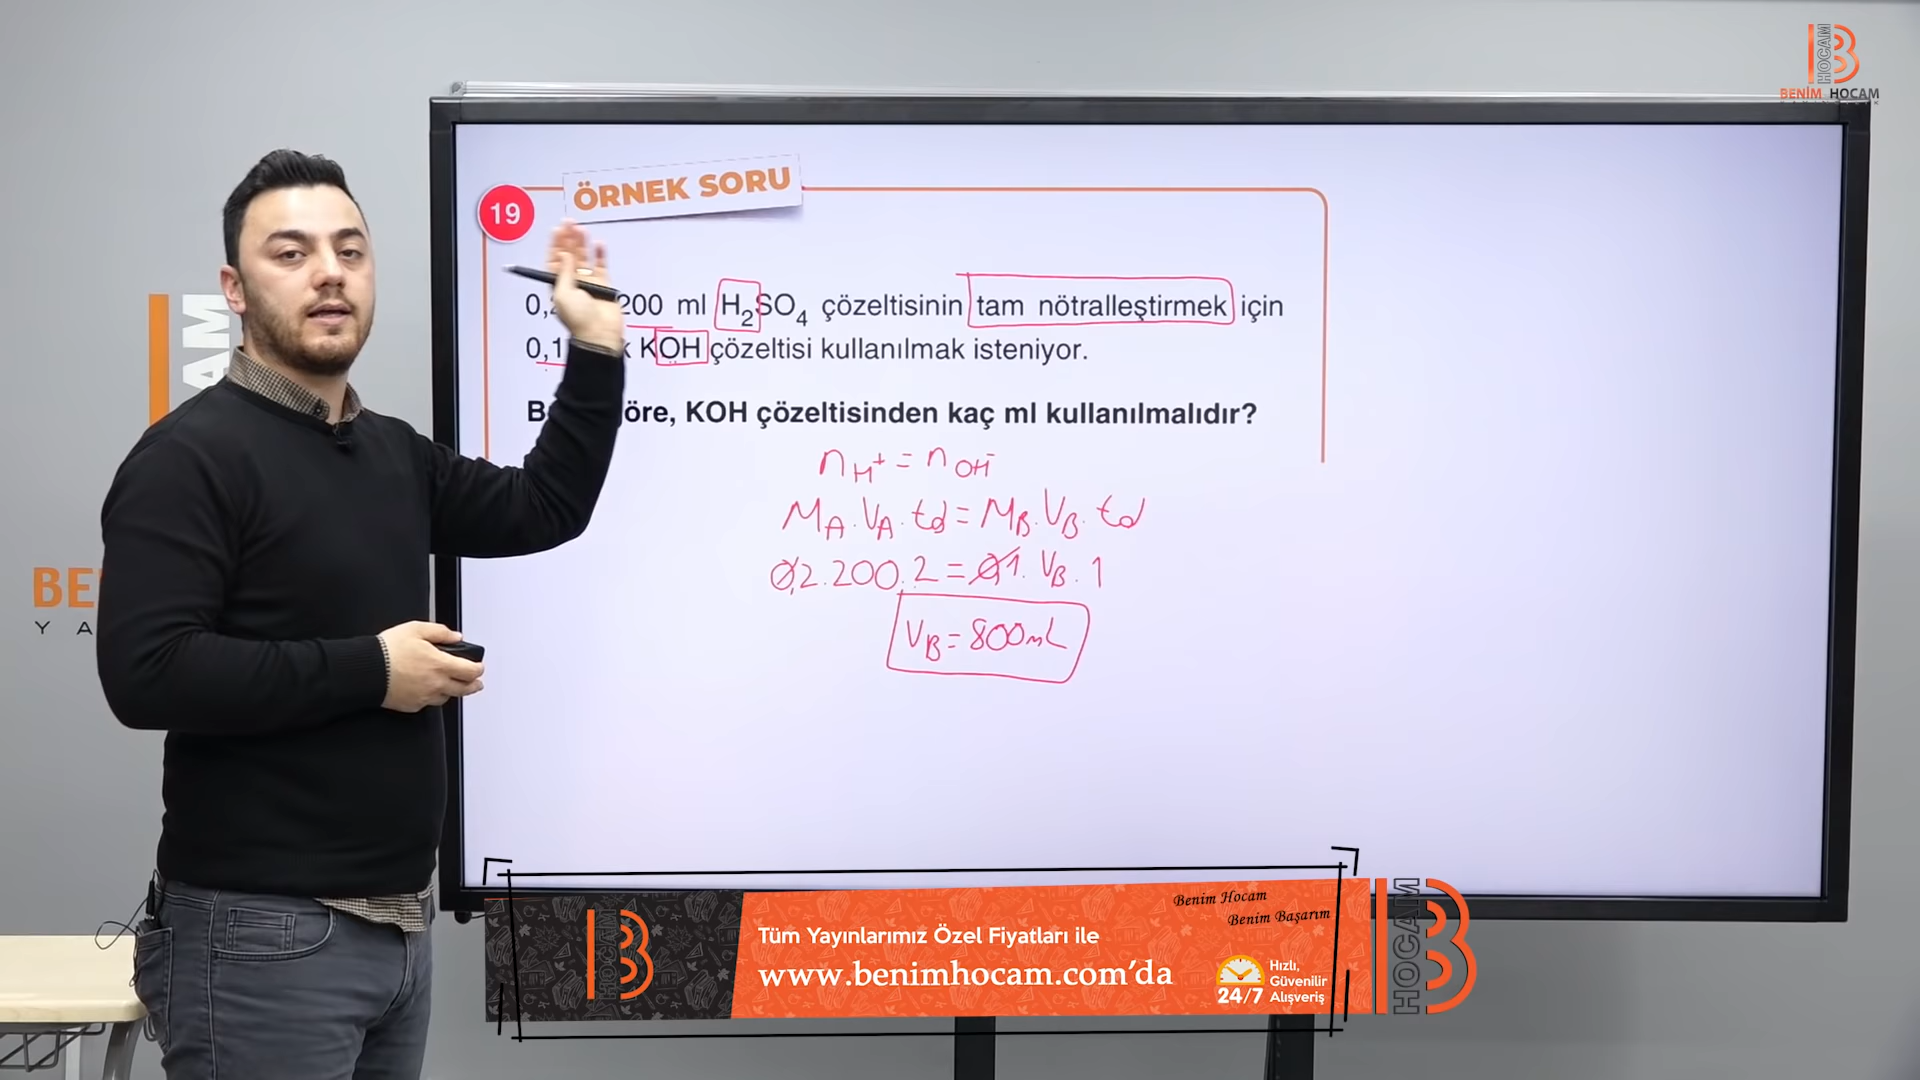 BENİM HOCAM
19
ÖRNEK SORU
200 ml H₂SO₄ çözeltisinin tam nötralleştirmek için
0,1 KOH çözeltisi kullanılmak isteniyor.
KOH çözeltisinden kaç ml kullanılmalıdır?
nH⁺ = nOH⁻
MA.VA.td = MB.VB.td
0,2.200.2 = 0,1.VB.1
VB = 800mL
Benim Hocam
Benim Başarım
HOCAM
Tüm Yayınlarımız Özel Fiyatları ile
www.benimhocam.com'da
24/7
Hızlı,
Güvenilir
Alışveriş
HOCAM